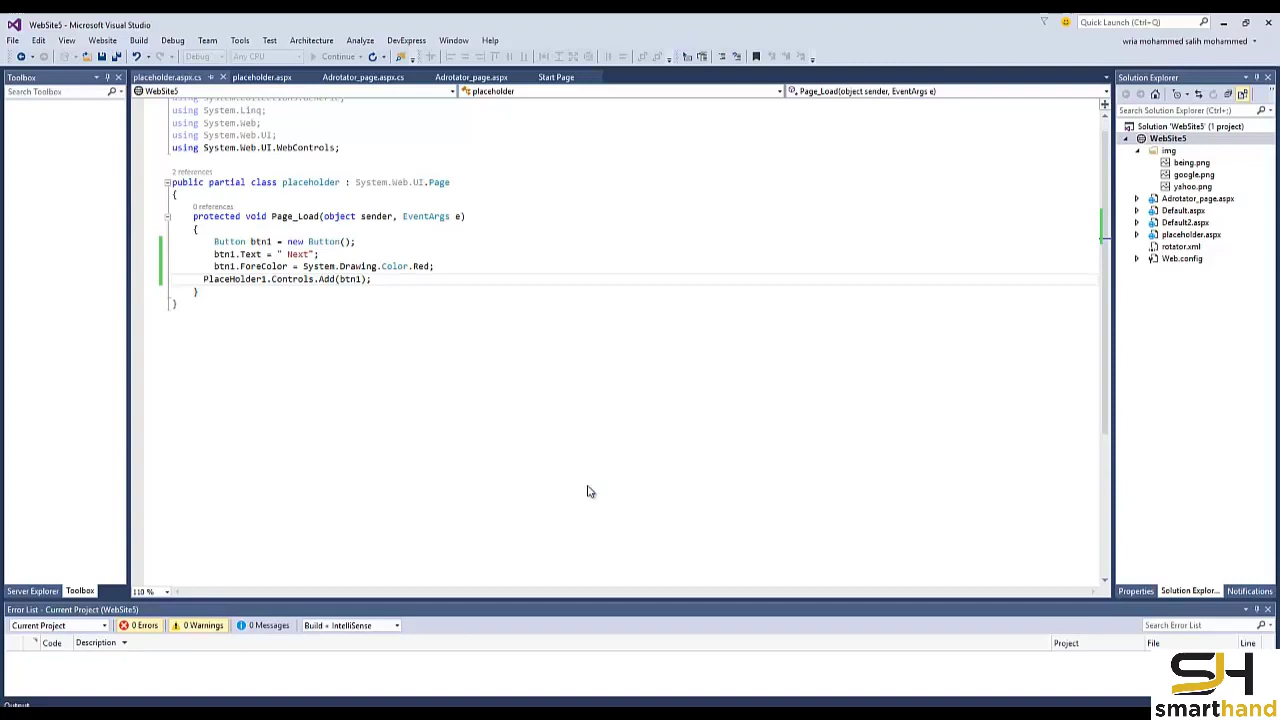 WebSite5 - Microsoft Visual Studio
Quick Launch (Ctrl+Q)
File Edit View Website Build Debug Team Tools Test Architecture Analyze DevExpress Window Help
wria mohammed salih mohammed
Debug Any CPU Continue
Toolbox
Search Toolbox
placeholder.aspx.cs placeholder.aspx Adrotator_page.aspx.cs Adrotator_page.aspx Start Page
WebSite5 placeholder Page_Load(object sender, EventArgs e)
using System.Collections.Generic;
using System.Linq;
using System.Web;
using System.Web.UI;
using System.Web.UI.WebControls;
2 references
public partial class placeholder : System.Web.UI.Page
{
0 references
protected void Page_Load(object sender, EventArgs e)
{
Button btn1 = new Button();
btn1.Text = " Next";
btn1.ForeColor = System.Drawing.Color.Red;
PlaceHolder1.Controls.Add(btn1);
}
}
110 %
Solution Explorer
Search Solution Explorer (Ctrl+;)
Solution 'WebSite5' (1 project)
WebSite5
img
being.png
google.png
yahoo.png
Adrotator_page.aspx
Default.aspx
Default2.aspx
placeholder.aspx
rotator.xml
Web.config
Server Explorer Toolbox
Properties Solution Explor... Notifications
Error List - Current Project (WebSite5)
Current Project 0 Errors 0 Warnings 0 Messages Build + IntelliSense
Search Error List
Code Description Project File Line
Output
SH
smarthand